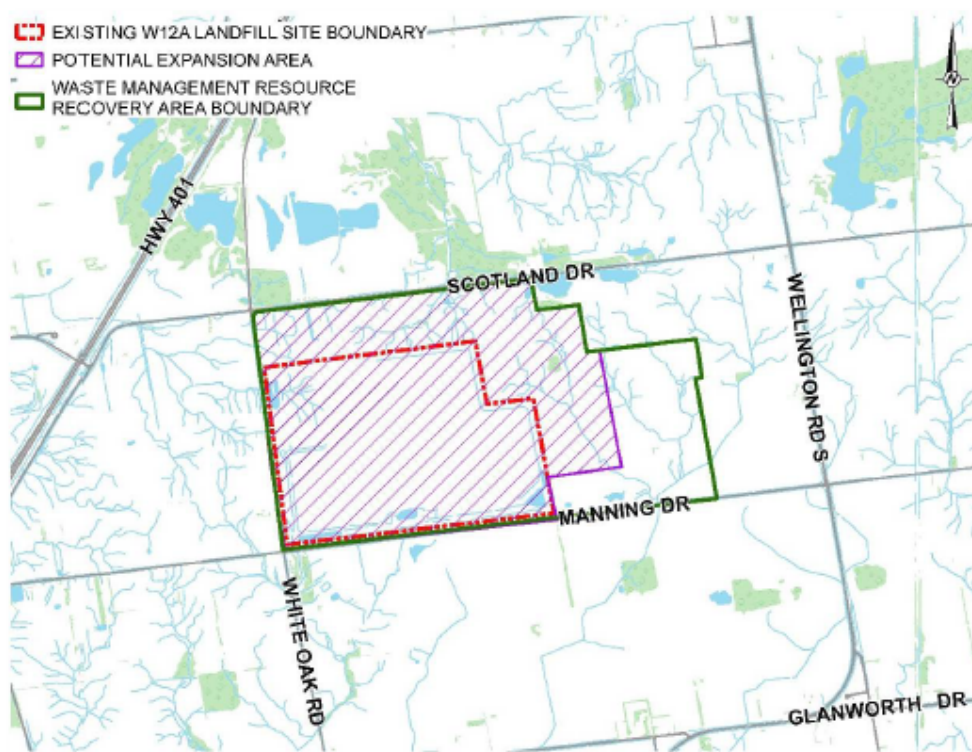 EXISTING W12A LANDFILL SITE BOUNDARY
POTENTIAL EXPANSION AREA
WASTE MANAGEMENT RESOURCE
RECOVERY AREA BOUNDARY
N
HWY 401
SCOTLAND DR
WELLINGTON RD S
MANNING DR
WHITE OAK RD
GLANWORTH DR